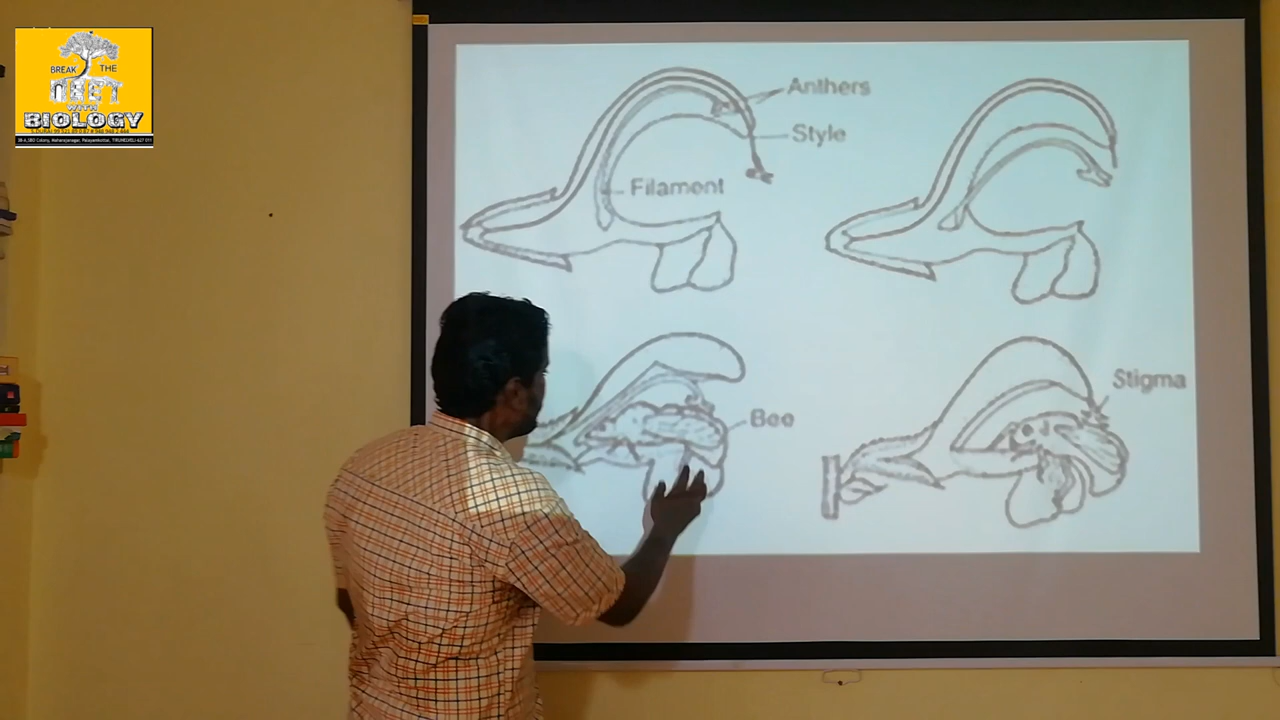 BREAK THE
NEET
WITH
BIOLOGY
Anthers
Style
Filament
Bee
Stigma